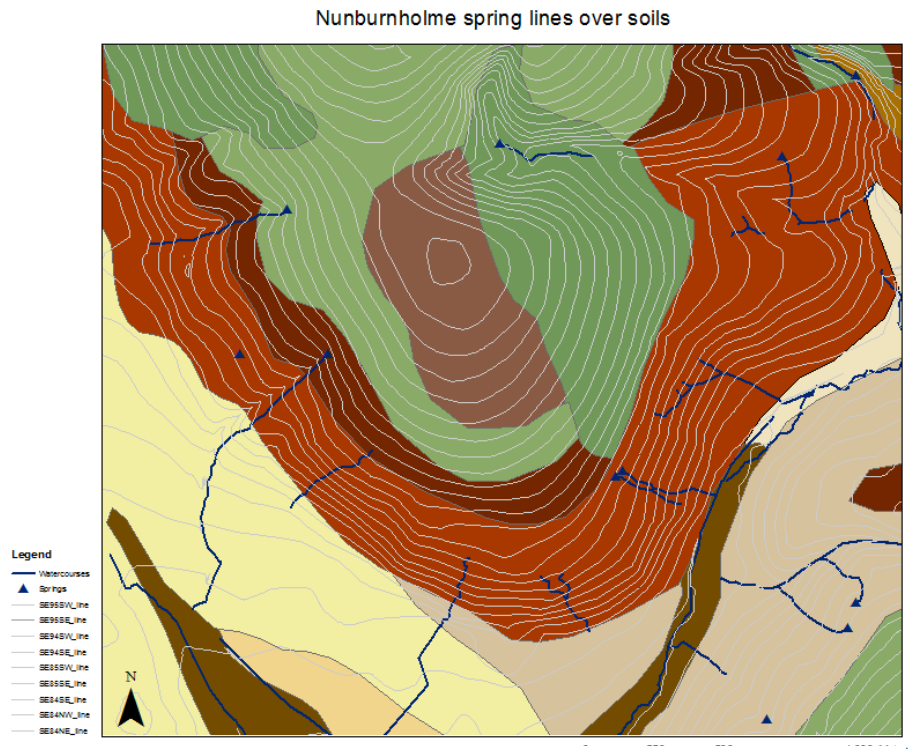 Nunburnholme spring lines over soils
Legend
Watercourses
Springs
SE95SW_line
SE95SE_line
SE94SW_line
SE94SE_line
SE85SW_line
SE85SE_line
SE84SE_line
SE84NW_line
SE84NE_line
N